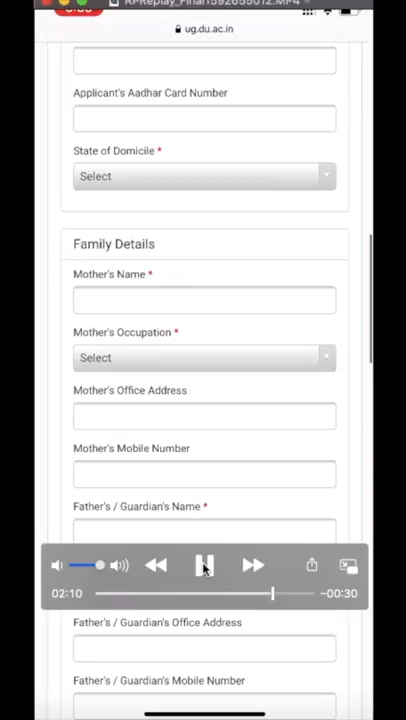 RPReplay_Final1592655012.MP4
ug.du.ac.in
Applicant's Aadhar Card Number
State of Domicile *
Select
Family Details
Mother's Name *
Mother's Occupation *
Select
Mother's Office Address
Mother's Mobile Number
Father's / Guardian's Name *
02:10
−00:30
Father's / Guardian's Office Address
Father's / Guardian's Mobile Number